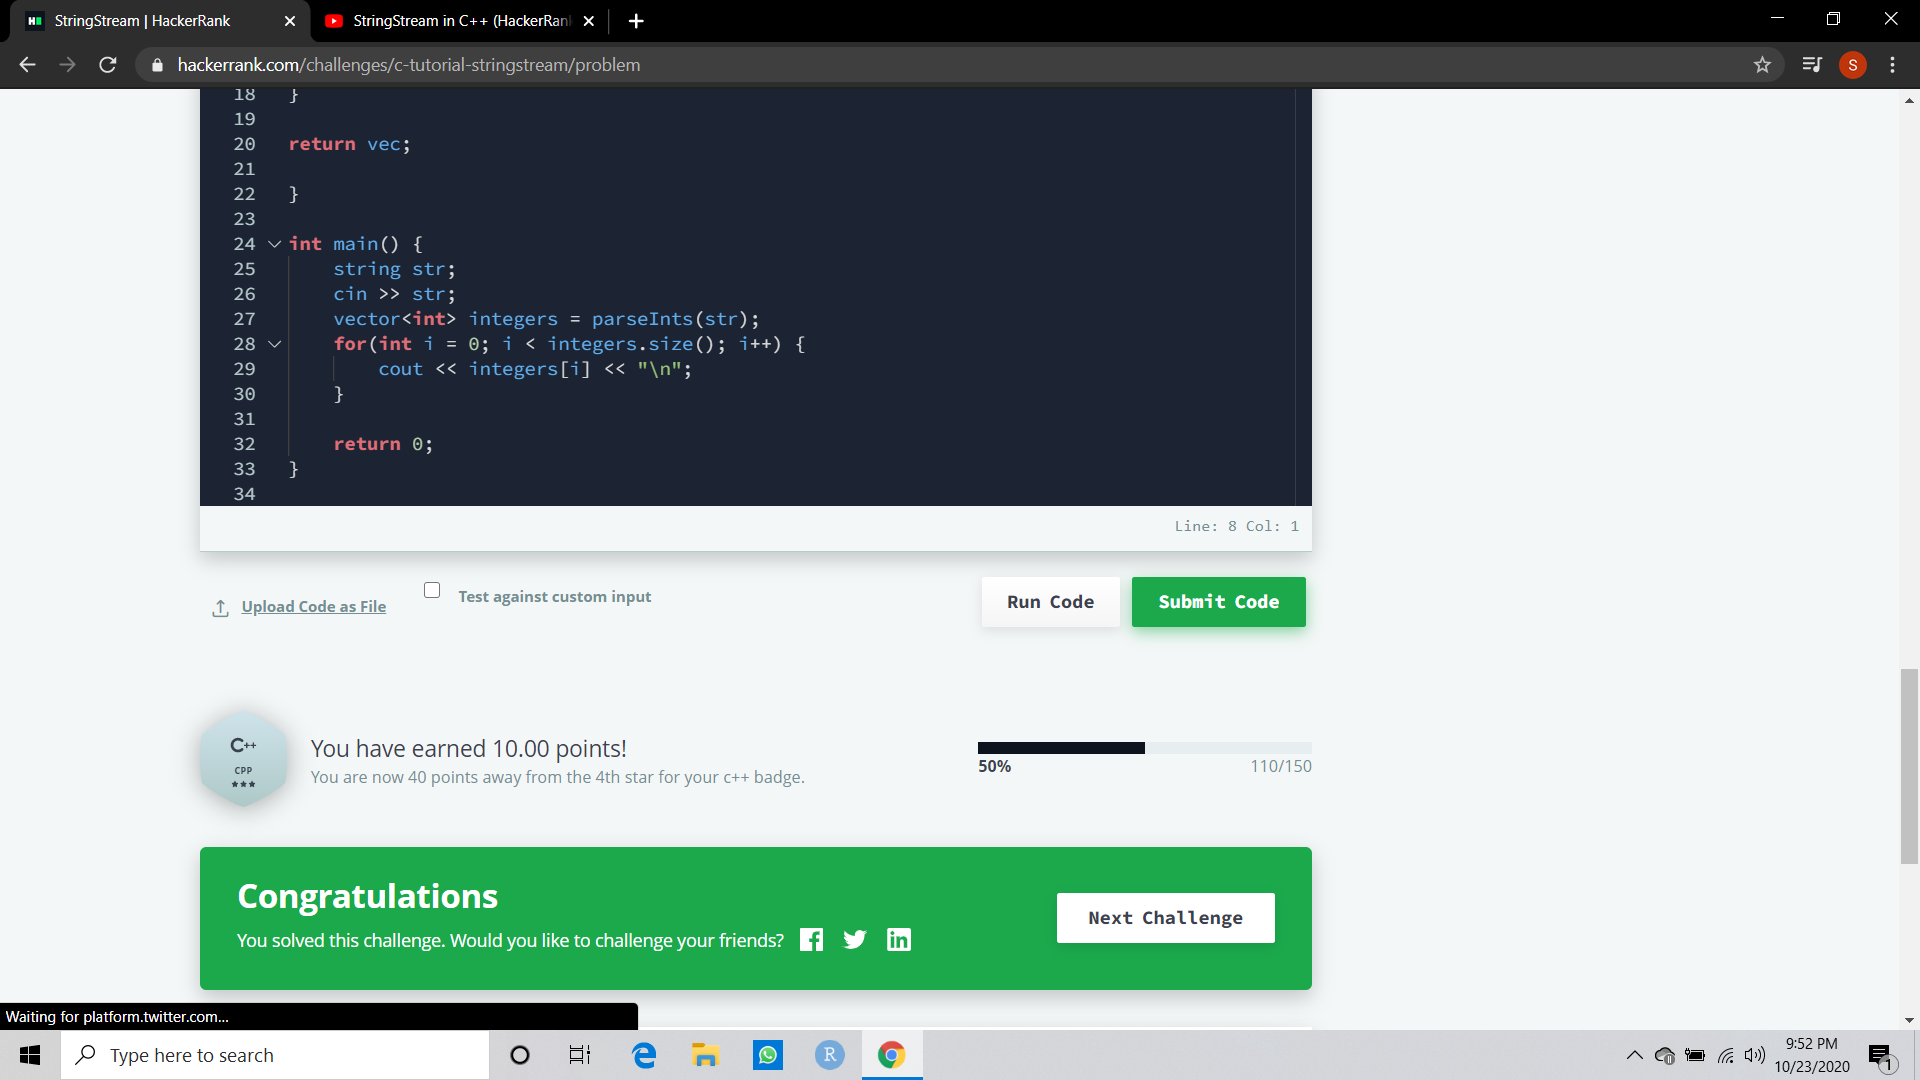 StringStream | HackerRank
StringStream in C++ (HackerRan
hackerrank.com/challenges/c-tutorial-stringstream/problem
S
18 }
19
20 return vec;
21
22 }
23
24 int main() {
25 string str;
26 cin >> str;
27 vector<int> integers = parseInts(str);
28 for(int i = 0; i < integers.size(); i++) {
29 cout << integers[i] << "\n";
30 }
31
32 return 0;
33 }
34
Line: 8 Col: 1
Upload Code as File
Test against custom input
Run Code
Submit Code
C++
CPP
You have earned 10.00 points!
You are now 40 points away from the 4th star for your c++ badge.
50%
110/150
Congratulations
You solved this challenge. Would you like to challenge your friends?
Next Challenge
Waiting for platform.twitter.com...
Type here to search
R
9:52 PM
10/23/2020
1